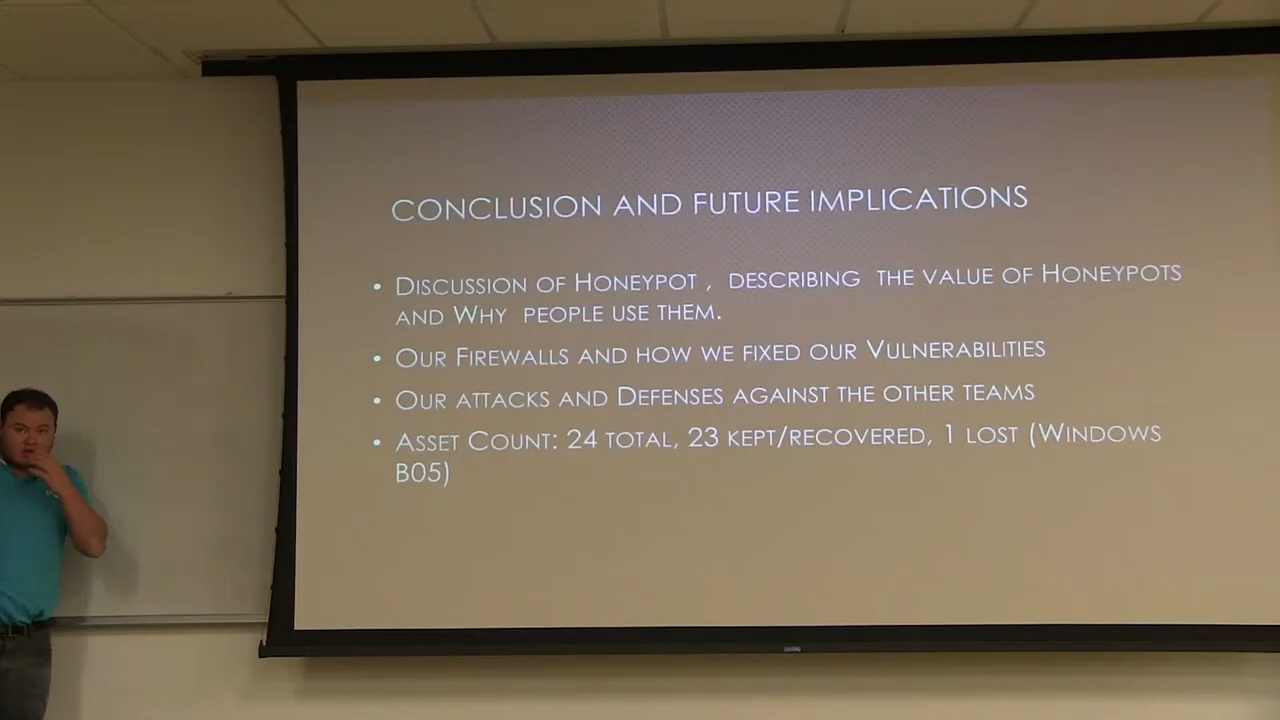 CONCLUSION AND FUTURE IMPLICATIONS
• DISCUSSION OF HONEYPOT , DESCRIBING THE VALUE OF HONEYPOTS
AND WHY PEOPLE USE THEM.
• OUR FIREWALLS AND HOW WE FIXED OUR VULNERABILITIES
• OUR ATTACKS AND DEFENSES AGAINST THE OTHER TEAMS
• ASSET COUNT: 24 TOTAL, 23 KEPT/RECOVERED, 1 LOST (WINDOWS
B05)